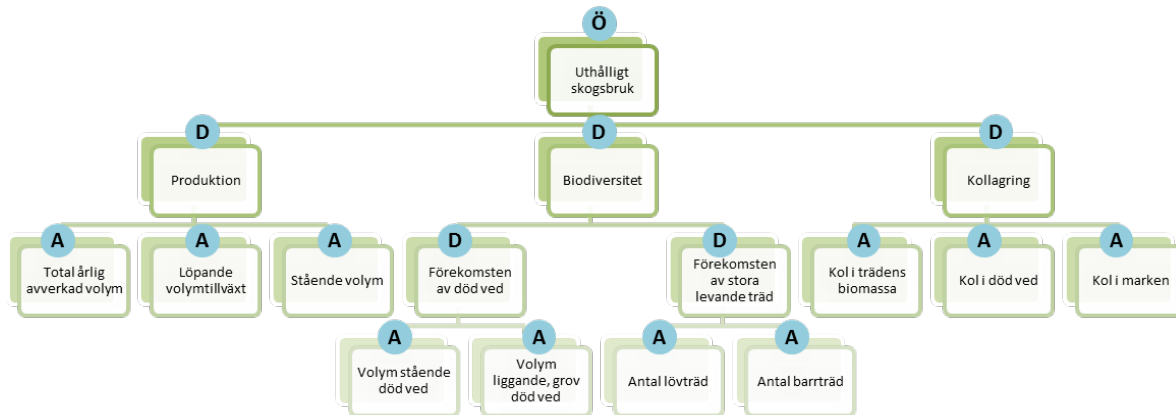 Ö
Uthålligt
skogsbruk
D
Produktion
D
Biodiversitet
D
Kollagring
A
Total årlig
avverkad volym
A
Löpande
volymtillväxt
A
Stående volym
D
Förekomsten
av död ved
D
Förekomsten
av stora
levande träd
A
Kol i trädens
biomassa
A
Kol i död ved
A
Kol i marken
A
Volym stående
död ved
A
Volym
liggande, grov
död ved
A
Antal lövträd
A
Antal barrträd